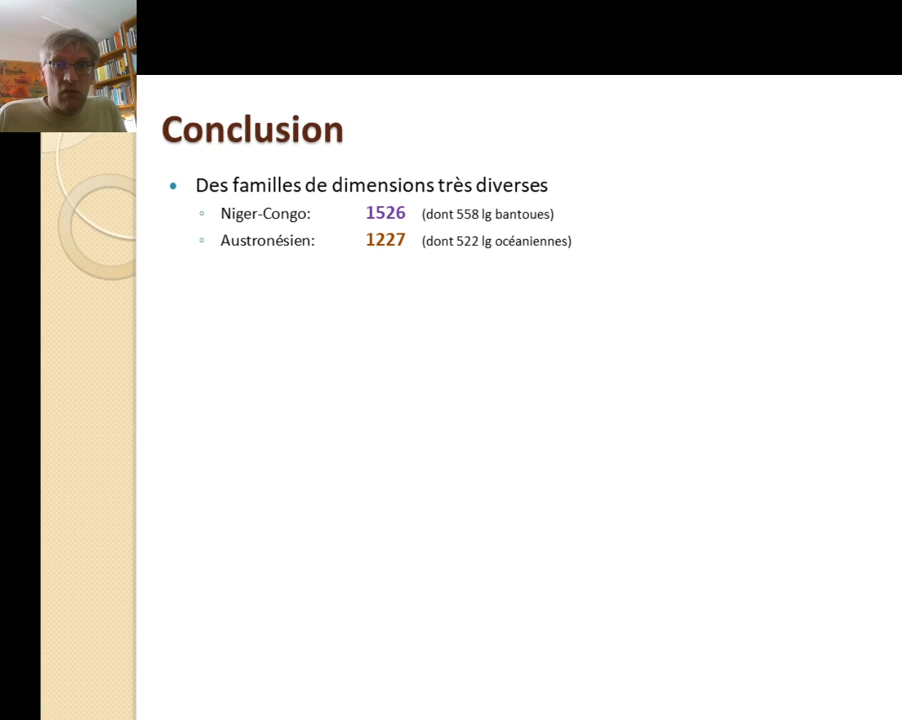 Conclusion
• Des familles de dimensions très diverses
◦ Niger-Congo: 1526 (dont 558 lg bantoues)
◦ Austronésien: 1227 (dont 522 lg océaniennes)